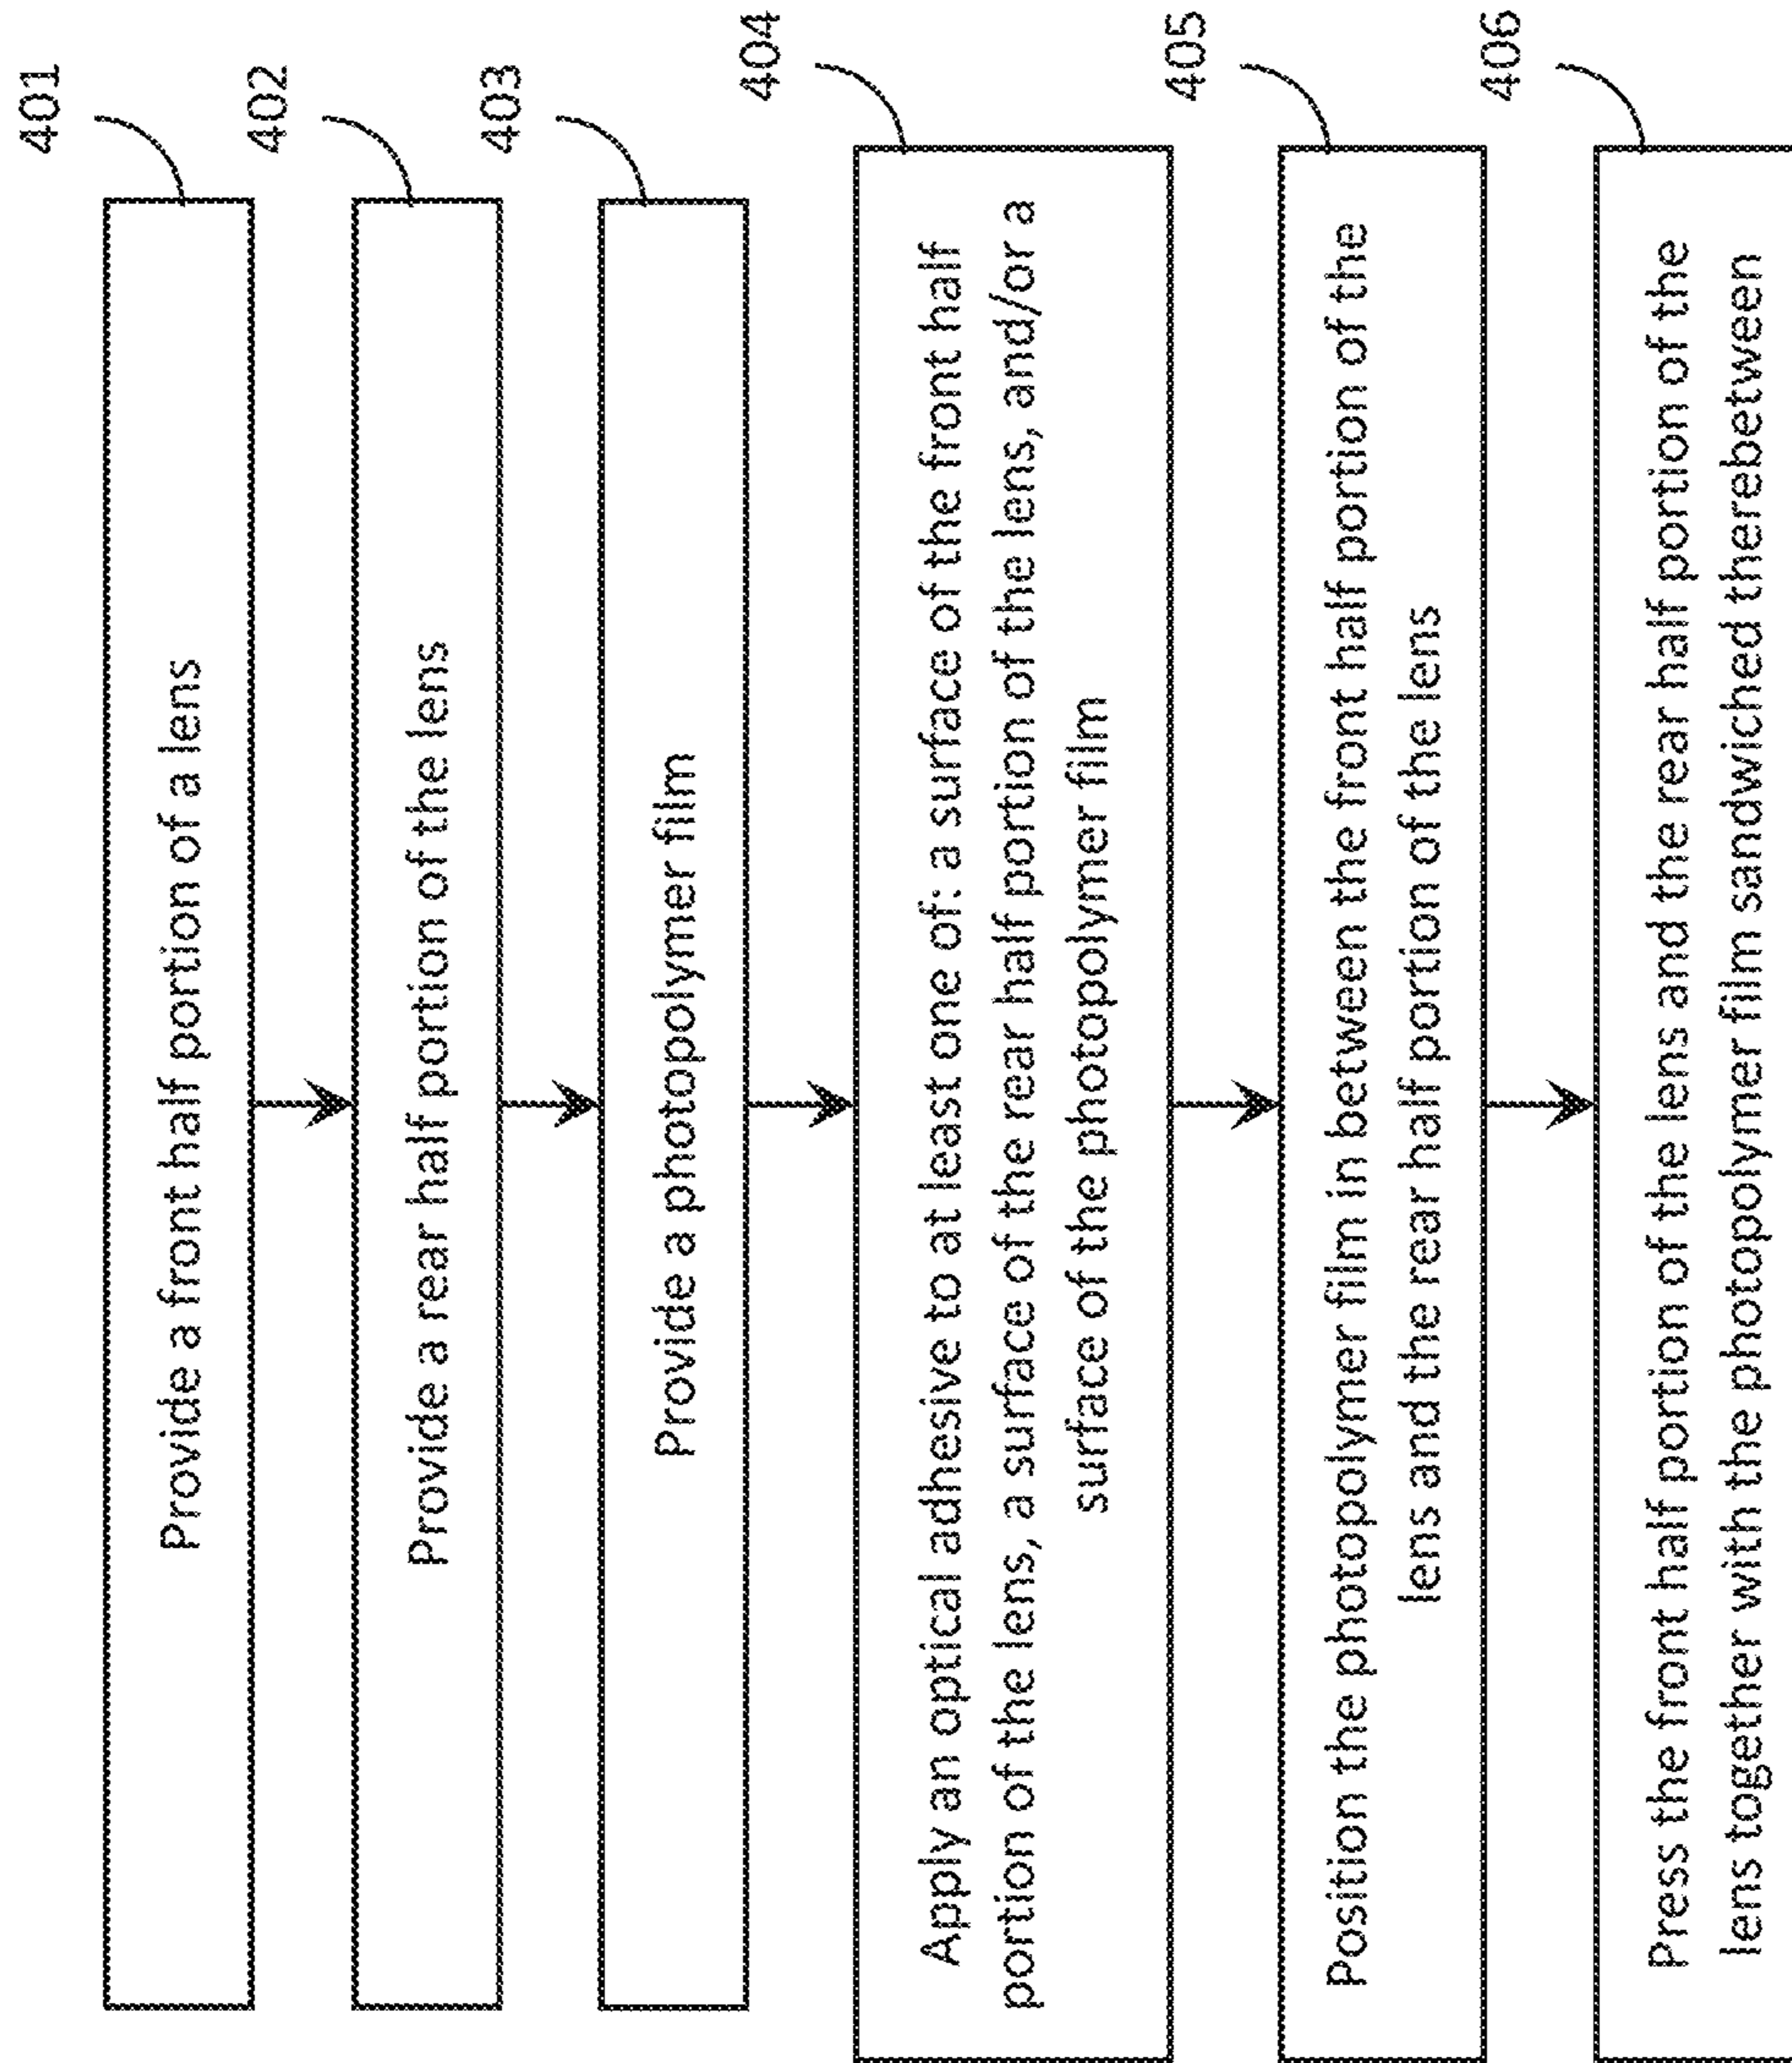 401
Provide a front half portion of a lens
402
Provide a rear half portion of the lens
403
Provide a photopolymer film
404
Apply an optical adhesive to at least one of: a surface of the front half
portion of the lens, a surface of the rear half portion of the lens, and/or a
surface of the photopolymer film
405
Position the photopolymer film in between the front half portion of the
lens and the rear half portion of the lens
406
Press the front half portion of the lens and the rear half portion of the
lens together with the photopolymer film sandwiched therebetween